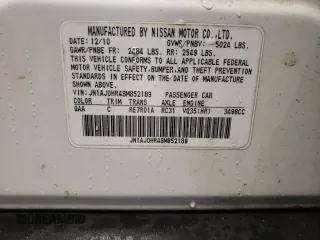 MANUFACTURED BY NISSAN MOTOR CO.,LTD.
DATE: 12/10 GVWR/PNBV: 5024 LBS.
GAWR/PNBE FR: 2484 LBS. RR: 2549 LBS.
THIS VEHICLE CONFORMS TO ALL APPLICABLE
FEDERAL MOTOR VEHICLE SAFETY,BUMPER,AND THEFT
PREVENTION STANDARDS IN EFFECT ON THE DATE OF
MANUFACTURE SHOWN ABOVE.
VIN: JN1AJ0HR4BM852189 PASSENGER CAR
COLOR TRIM TRANS AXLE ENGINE
QAA C RE7R01A RC31 VQ35(HR) 3498CC
JN1AJ0HR4BM852189